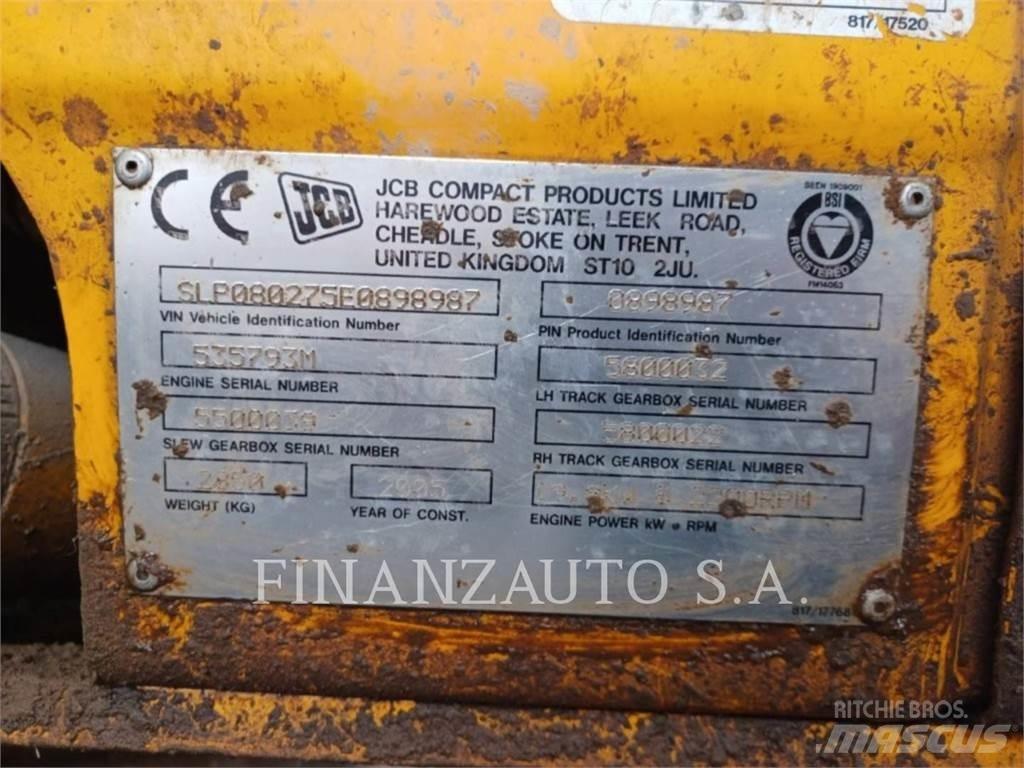 817/17520
CE JCB JCB COMPACT PRODUCTS LIMITED
HAREWOOD ESTATE, LEEK ROAD,
CHEADLE, STOKE ON TRENT,
UNITED KINGDOM ST10 2JU.
BSI
REGISTERED FIRM
FM14053
SLP080275E0898987 0898987
VIN Vehicle Identification Number PIN Product Identification Number
535793M 5800032
ENGINE SERIAL NUMBER LH TRACK GEARBOX SERIAL NUMBER
SLEW GEARBOX SERIAL NUMBER RH TRACK GEARBOX SERIAL NUMBER
2005
WEIGHT (KG) YEAR OF CONST. ENGINE POWER kW @ RPM
FINANZAUTO S.A.
817/17768
RITCHIE BROS.
MASCUS